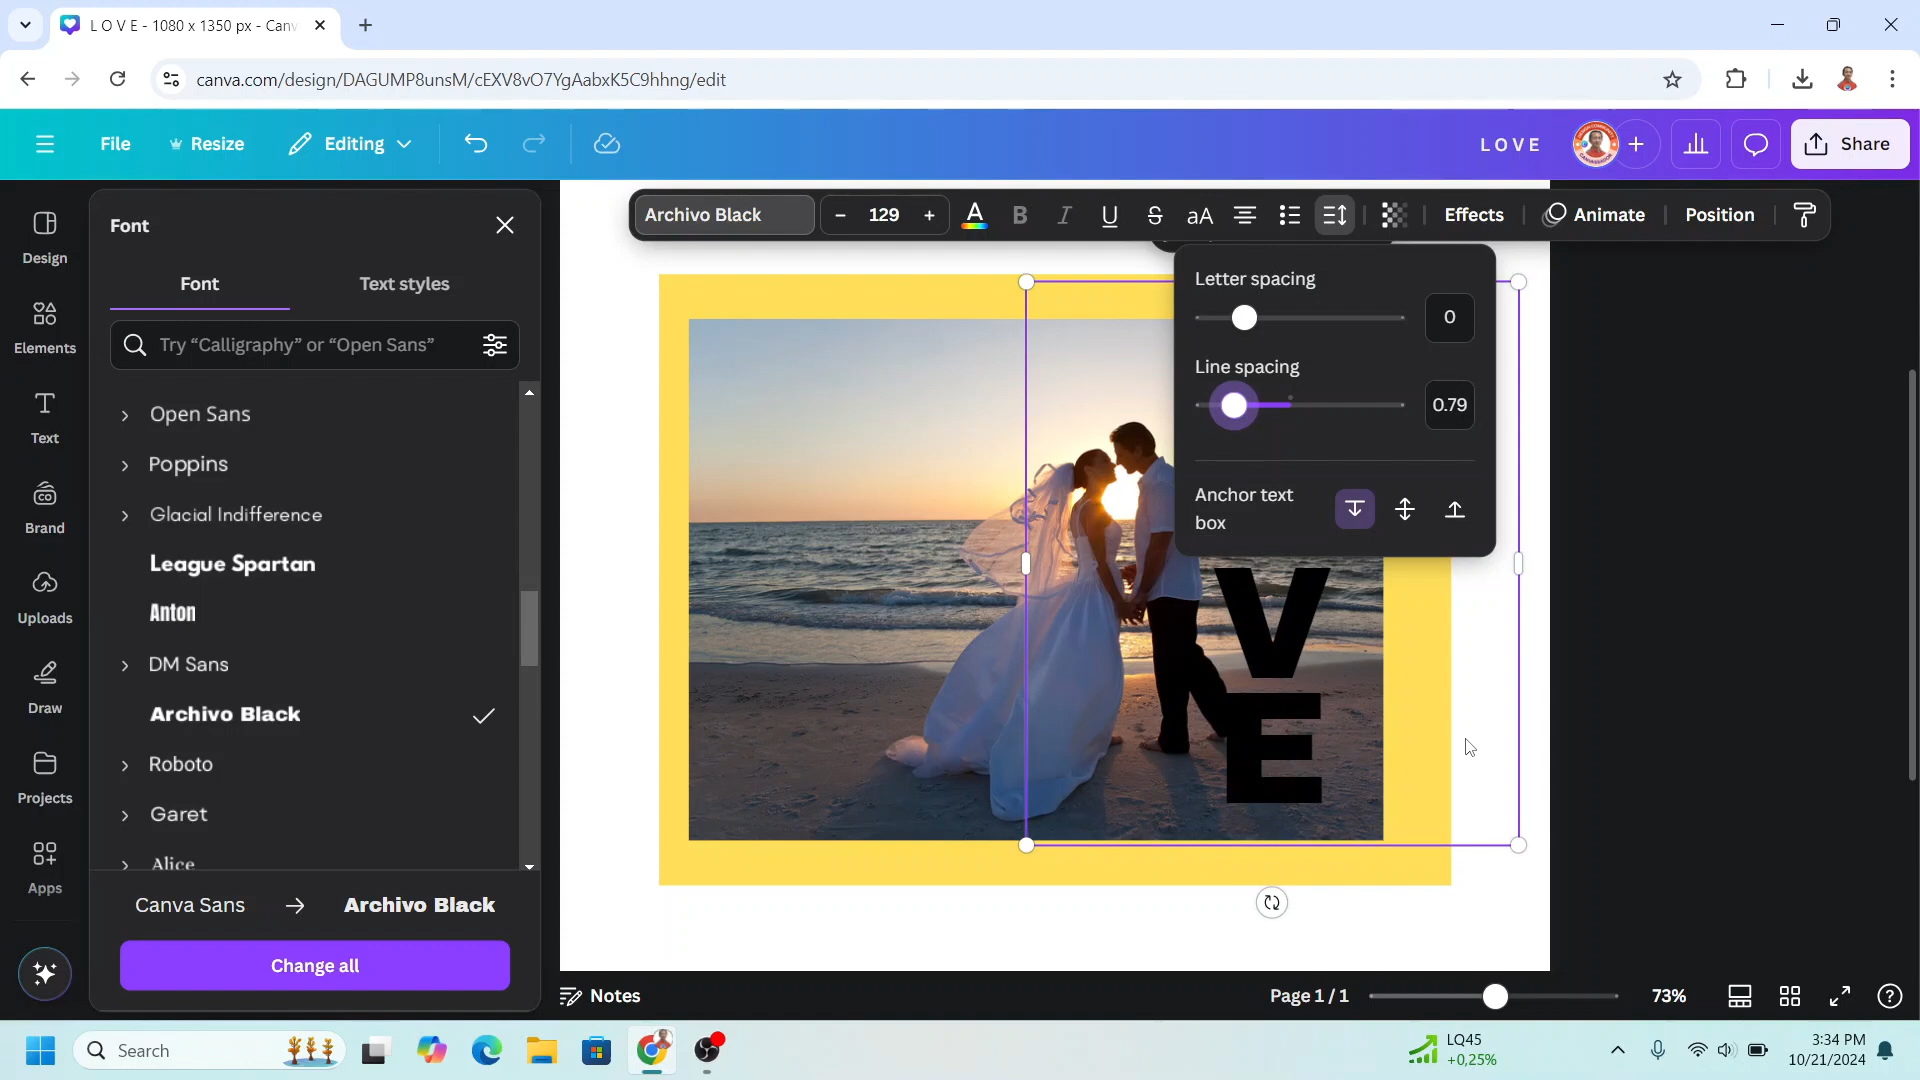 L O V E - 1080 x 1350 px - Canv
canva.com/design/DAGUMP8unsM/cEXV8vO7YgAabxK5C9hhng/edit
File
Resize
Editing
L O V E
Share
Design
Elements
Text
Brand
Uploads
Draw
Projects
Apps
Font
Font
Text styles
Try “Calligraphy” or “Open Sans”
Open Sans
Poppins
Glacial Indifference
League Spartan
Anton
DM Sans
Archivo Black
Roboto
Garet
Alice
Canva Sans → Archivo Black
Change all
Archivo Black
– 129 +
A B I U S aA
Effects
Animate
Position
Letter spacing
0
Line spacing
0.79
Anchor text
box
V
E
Notes
Page 1 / 1
73%
Search
LQ45
+0,25%
3:34 PM
10/21/2024